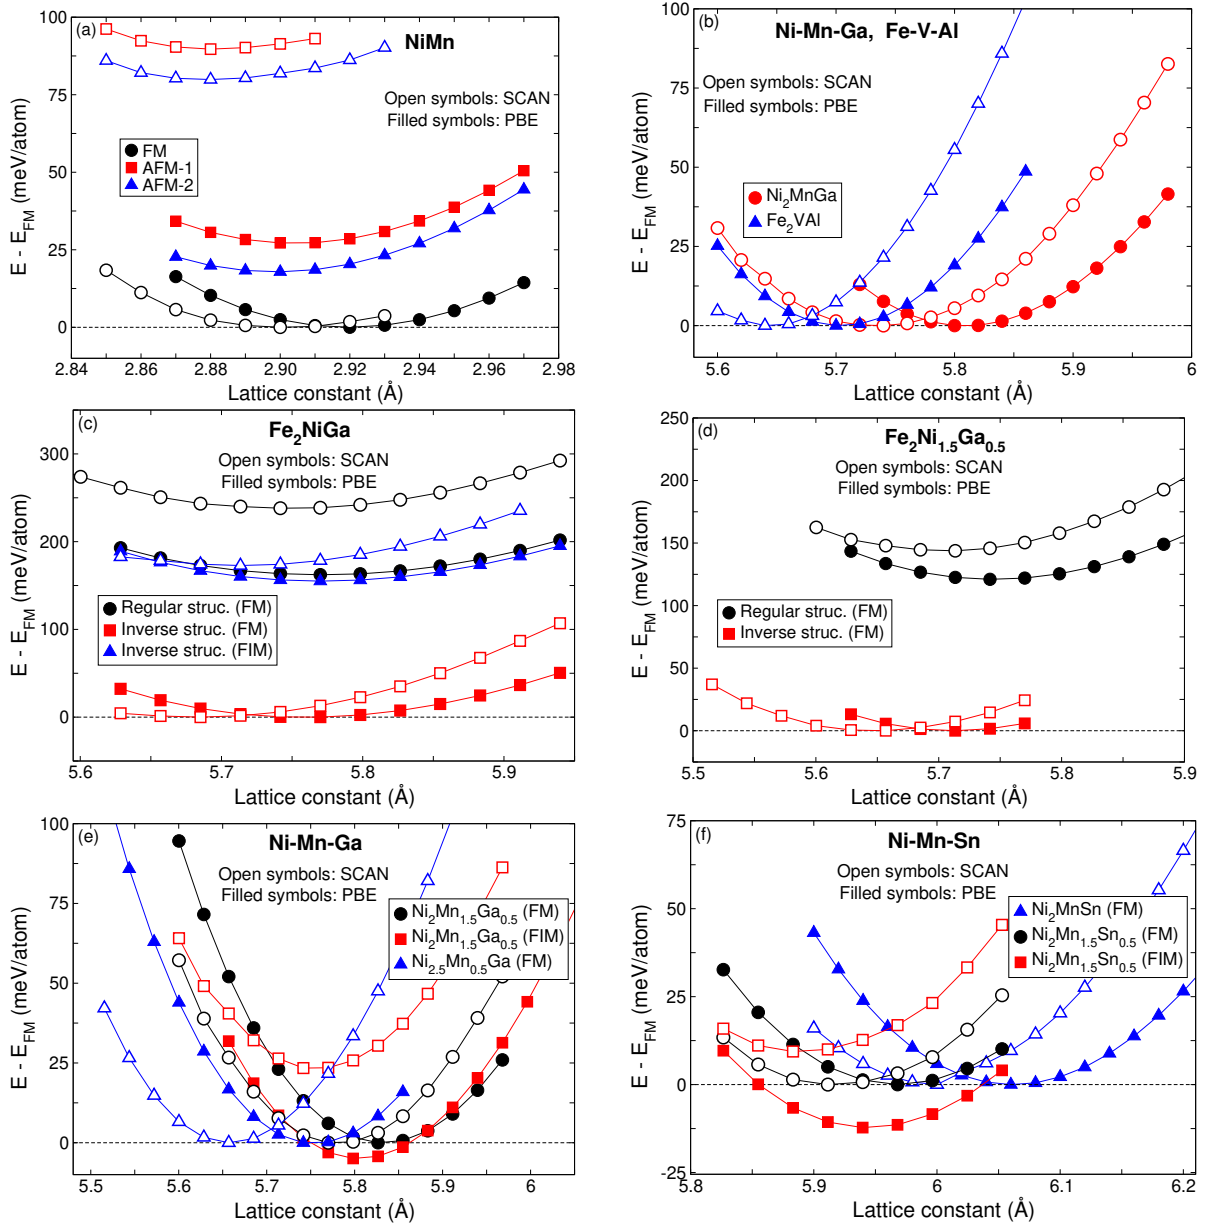 (a)
NiMn
Open symbols: SCAN
Filled symbols: PBE
FM
AFM-1
AFM-2
100
75
50
25
0
E - E_FM (meV/atom)
2.84 2.86 2.88 2.90 2.92 2.94 2.96 2.98
Lattice constant (Å)
(b)
Ni-Mn-Ga, Fe-V-Al
Open symbols: SCAN
Filled symbols: PBE
Ni₂MnGa
Fe₂VAl
100
75
50
25
0
E - E_FM (meV/atom)
5.6 5.7 5.8 5.9 6
Lattice constant (Å)
(c)
Fe₂NiGa
Open symbols: SCAN
Filled symbols: PBE
Regular struc. (FM)
Inverse struc. (FM)
Inverse struc. (FIM)
300
200
100
0
E - E_FM (meV/atom)
5.6 5.7 5.8 5.9
Lattice constant (Å)
(d)
Fe₂Ni₁.₅Ga₀.₅
Open symbols: SCAN
Filled symbols: PBE
Regular struc. (FM)
Inverse struc. (FM)
250
200
150
100
50
0
E - E_FM (meV/atom)
5.5 5.6 5.7 5.8 5.9
Lattice constant (Å)
(e)
Ni-Mn-Ga
Open symbols: SCAN
Filled symbols: PBE
Ni₂Mn₁.₅Ga₀.₅ (FM)
Ni₂Mn₁.₅Ga₀.₅ (FIM)
Ni₂.₅Mn₀.₅Ga (FM)
100
75
50
25
0
E - E_FM (meV/atom)
5.5 5.6 5.7 5.8 5.9 6
Lattice constant (Å)
(f)
Ni-Mn-Sn
Open symbols: SCAN
Filled symbols: PBE
Ni₂MnSn (FM)
Ni₂Mn₁.₅Sn₀.₅ (FM)
Ni₂Mn₁.₅Sn₀.₅ (FIM)
75
50
25
0
-25
E - E_FM (meV/atom)
5.8 5.9 6 6.1 6.2
Lattice constant (Å)